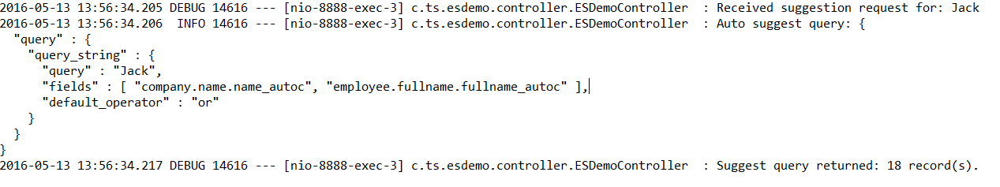 2016-05-13 13:56:34.205 DEBUG 14616 --- [nio-8888-exec-3] c.ts.esdemo.controller.ESDemoController  : Received suggestion request for: Jack
2016-05-13 13:56:34.206  INFO 14616 --- [nio-8888-exec-3] c.ts.esdemo.controller.ESDemoController  : Auto suggest query: {
  "query" : {
    "query_string" : {
      "query" : "Jack",
      "fields" : [ "company.name.name_autoc", "employee.fullname.fullname_autoc" ],
      "default_operator" : "or"
    }
  }
}
2016-05-13 13:56:34.217 DEBUG 14616 --- [nio-8888-exec-3] c.ts.esdemo.controller.ESDemoController  : Suggest query returned: 18 record(s).